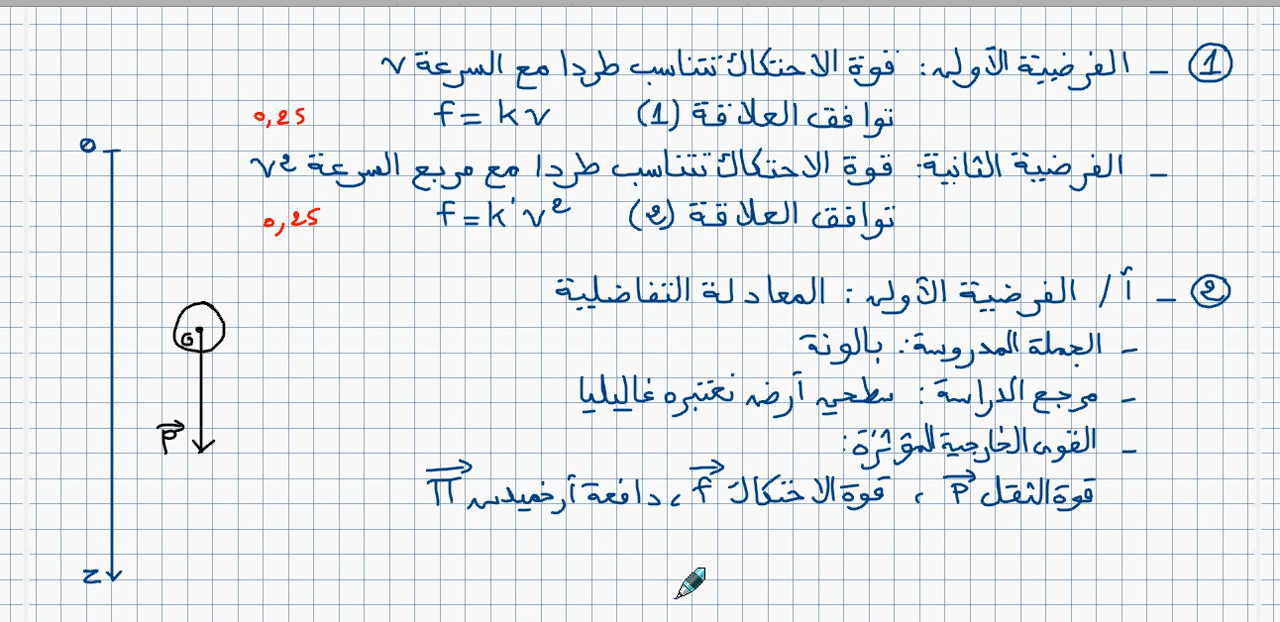 ① - الفرضية الأولى: قوة الاحتكاك تتناسب طردا مع السرعة v
توافق العلاقة (1) f = kv 0,25
- الفرضية الثانية: قوة الاحتكاك تتناسب طردا مع مربع السرعة v²
توافق العلاقة (2) f = k'v² 0,25
② - أ / الفرضية الأولى: المعادلة التفاضلية
- الجملة المدروسة: بالونة
- مرجع الدراسة: سطحي أرضي نعتبره غاليليا
- القوى الخارجية المؤثرة:
قوة الثقل P⃗ ، قوة الاحتكاك f⃗ ، دافعة أرخميدس Π⃗
0
G
P⃗
z